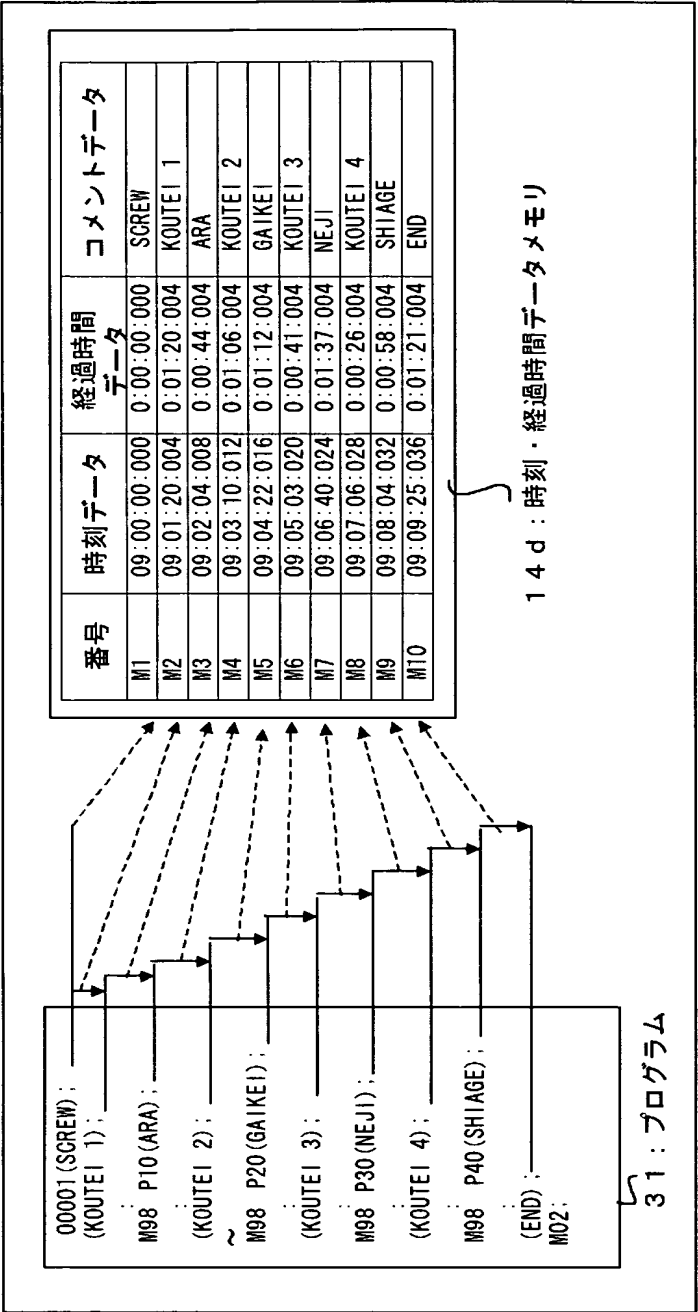 00001(SCREW);
(KOUTEI 1);
:
M98 P10(ARA);
:
(KOUTEI 2);
~
M98 P20(GAIKEI);
:
(KOUTEI 3);
:
M98 P30(NEJI);
:
(KOUTEI 4);
:
M98 P40(SHIAGE);
:
(END);
M02;
31:プログラム
番号 時刻データ 経過時間データ コメントデータ
M1 09:00:00:000 0:00:00:000 SCREW
M2 09:01:20:004 0:01:20:004 KOUTEI 1
M3 09:02:04:008 0:00:44:004 ARA
M4 09:03:10:012 0:01:06:004 KOUTEI 2
M5 09:04:22:016 0:01:12:004 GAIKEI
M6 09:05:03:020 0:00:41:004 KOUTEI 3
M7 09:06:40:024 0:01:37:004 NEJI
M8 09:07:06:028 0:00:26:004 KOUTEI 4
M9 09:08:04:032 0:00:58:004 SHIAGE
M10 09:09:25:036 0:01:21:004 END
14d:時刻・経過時間データメモリ